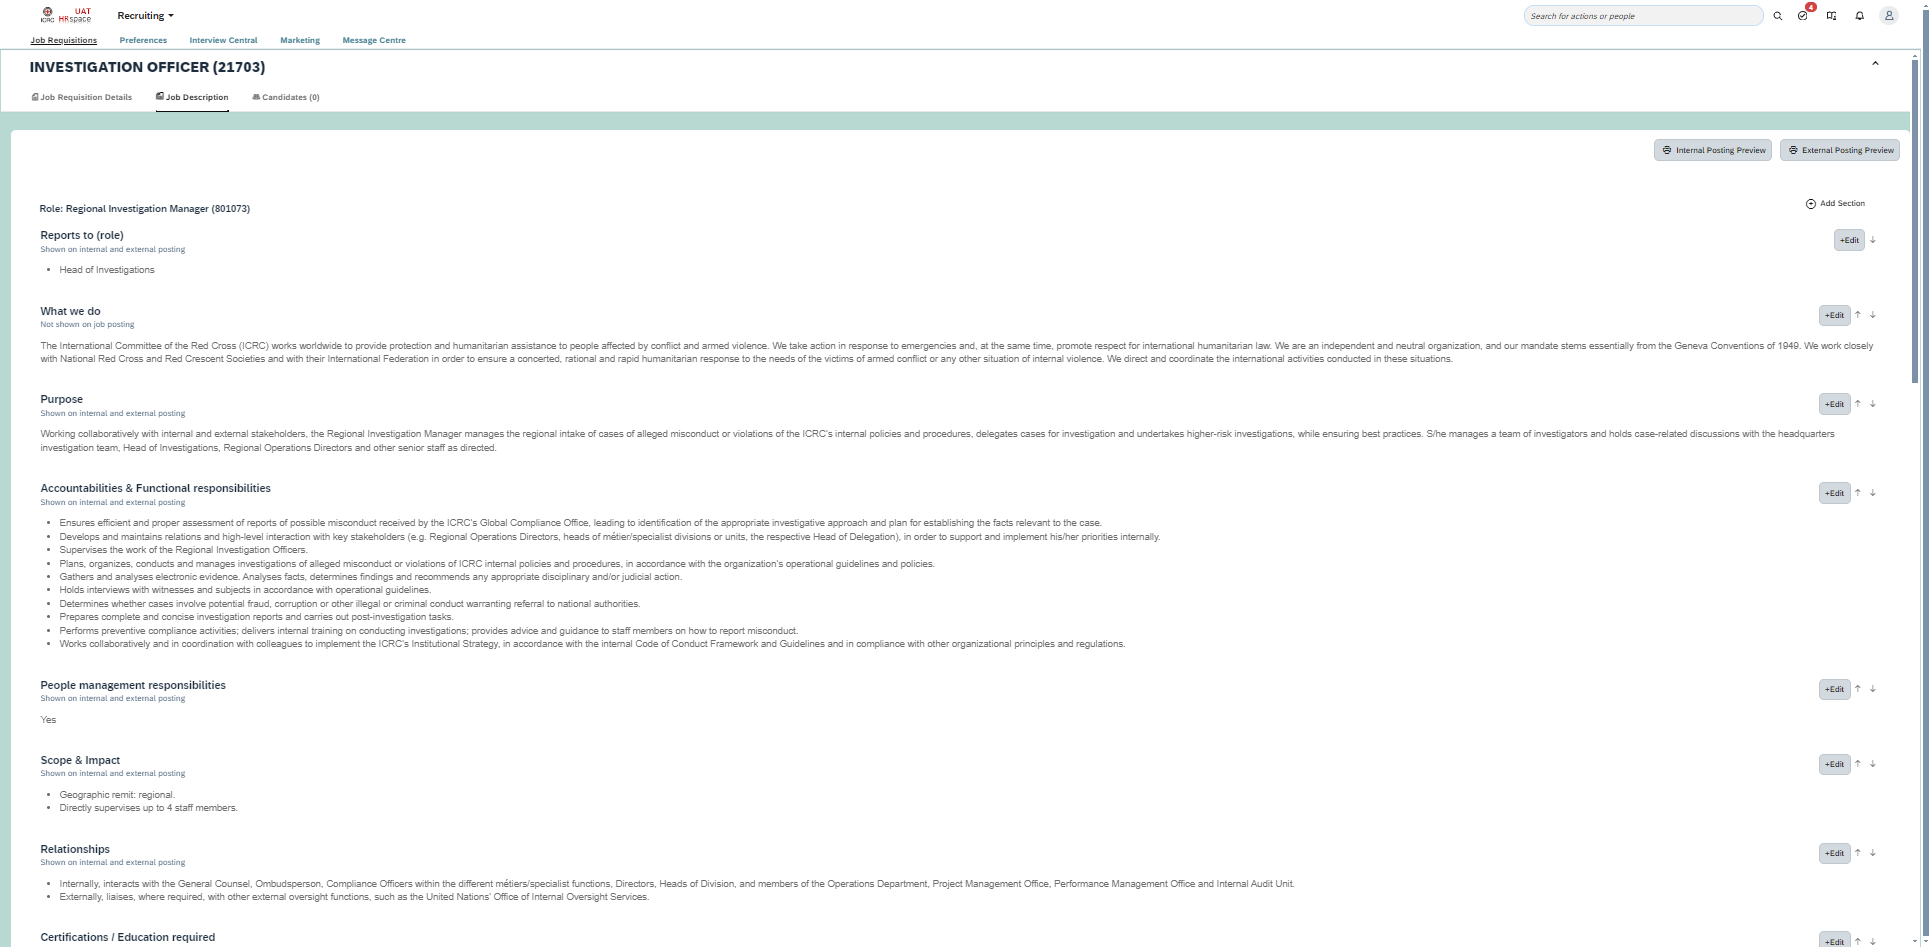 ICRC
UAT
HRspace
Recruiting
Search for actions or people
4
Job Requisitions
Preferences
Interview Central
Marketing
Message Centre
INVESTIGATION OFFICER (21703)
Job Requisition Details
Job Description
Candidates (0)
Internal Posting Preview
External Posting Preview
Role: Regional Investigation Manager (801073)
Add Section
Reports to (role)
Shown on internal and external posting
+Edit
• Head of Investigations
What we do
Not shown on job posting
+Edit
The International Committee of the Red Cross (ICRC) works worldwide to provide protection and humanitarian assistance to people affected by conflict and armed violence. We take action in response to emergencies and, at the same time, promote respect for international humanitarian law. We are an independent and neutral organization, and our mandate stems essentially from the Geneva Conventions of 1949. We work closely
with National Red Cross and Red Crescent Societies and with their International Federation in order to ensure a concerted, rational and rapid humanitarian response to the needs of the victims of armed conflict or any other situation of internal violence. We direct and coordinate the international activities conducted in these situations.
Purpose
Shown on internal and external posting
+Edit
Working collaboratively with internal and external stakeholders, the Regional Investigation Manager manages the regional intake of cases of alleged misconduct or violations of the ICRC's internal policies and procedures, delegates cases for investigation and undertakes higher-risk investigations, while ensuring best practices. S/he manages a team of investigators and holds case-related discussions with the headquarters
investigation team, Head of Investigations, Regional Operations Directors and other senior staff as directed.
Accountabilities & Functional responsibilities
Shown on internal and external posting
+Edit
• Ensures efficient and proper assessment of reports of possible misconduct received by the ICRC's Global Compliance Office, leading to identification of the appropriate investigative approach and plan for establishing the facts relevant to the case.
• Develops and maintains relations and high-level interaction with key stakeholders (e.g. Regional Operations Directors, heads of métier/specialist divisions or units, the respective Head of Delegation), in order to support and implement his/her priorities internally.
• Supervises the work of the Regional Investigation Officers.
• Plans, organizes, conducts and manages investigations of alleged misconduct or violations of ICRC internal policies and procedures, in accordance with the organization's operational guidelines and policies.
• Gathers and analyses electronic evidence. Analyses facts, determines findings and recommends any appropriate disciplinary and/or judicial action.
• Holds interviews with witnesses and subjects in accordance with operational guidelines.
• Determines whether cases involve potential fraud, corruption or other illegal or criminal conduct warranting referral to national authorities.
• Prepares complete and concise investigation reports and carries out post-investigation tasks.
• Performs preventive compliance activities; delivers internal training on conducting investigations; provides advice and guidance to staff members on how to report misconduct.
• Works collaboratively and in coordination with colleagues to implement the ICRC's Institutional Strategy, in accordance with the internal Code of Conduct Framework and Guidelines and in compliance with other organizational principles and regulations.
People management responsibilities
Shown on internal and external posting
+Edit
Yes
Scope & Impact
Shown on internal and external posting
+Edit
• Geographic remit: regional.
• Directly supervises up to 4 staff members.
Relationships
Shown on internal and external posting
+Edit
• Internally, interacts with the General Counsel, Ombudsperson, Compliance Officers within the different métiers/specialist functions, Directors, Heads of Division, and members of the Operations Department, Project Management Office, Performance Management Office and Internal Audit Unit.
• Externally, liaises, where required, with other external oversight functions, such as the United Nations' Office of Internal Oversight Services.
Certifications / Education required
+Edit